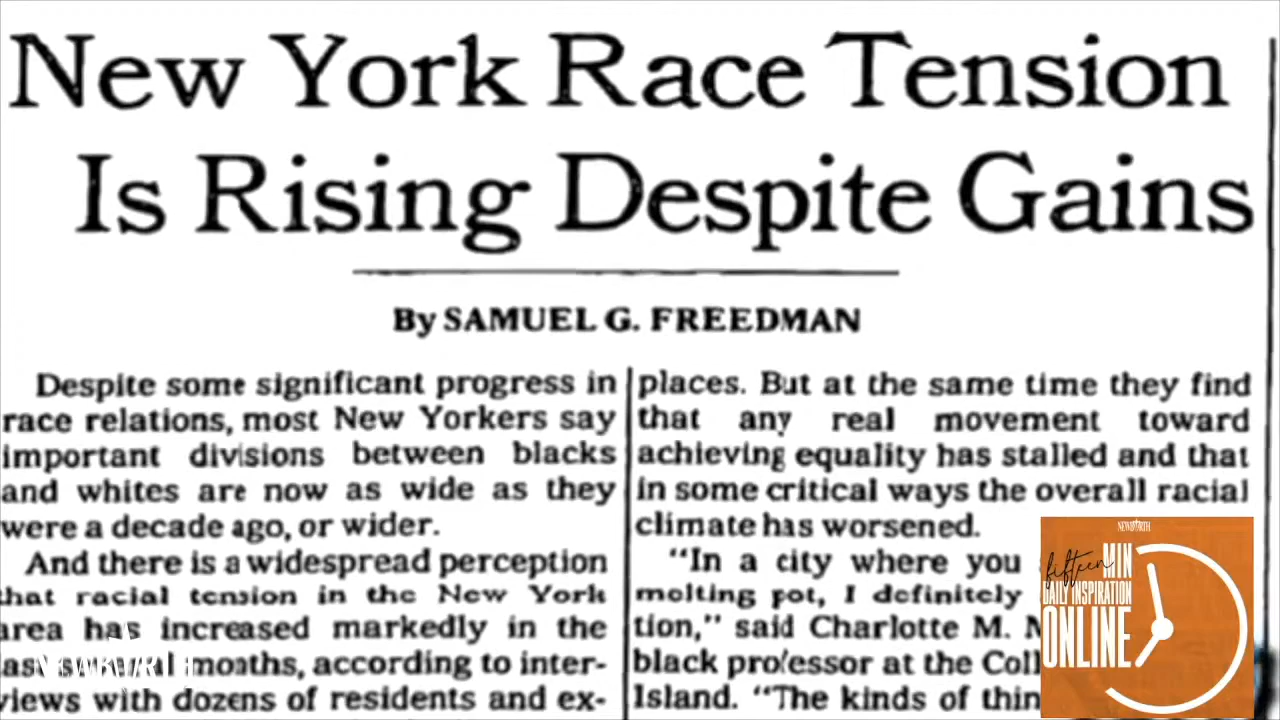 New York Race Tension
Is Rising Despite Gains
By SAMUEL G. FREEDMAN
Despite some significant progress in
race relations, most New Yorkers say
important divisions between blacks
and whites are now as wide as they
were a decade ago, or wider.
And there is a widespread perception
that racial tension in the New York
area has increased markedly in the
months, according to inter-
views with dozens of residents and ex-
places. But at the same time they find
that any real movement toward
achieving equality has stalled and that
in some critical ways the overall racial
climate has worsened.
"In a city where you
melting pot, I definitely
tion," said Charlotte M.
black professor at the Coll
Island. "The kinds of thin
NEWBIRTH
fifteen MIN
DAILY INSPIRATION
ONLINE
NEWBIRTH